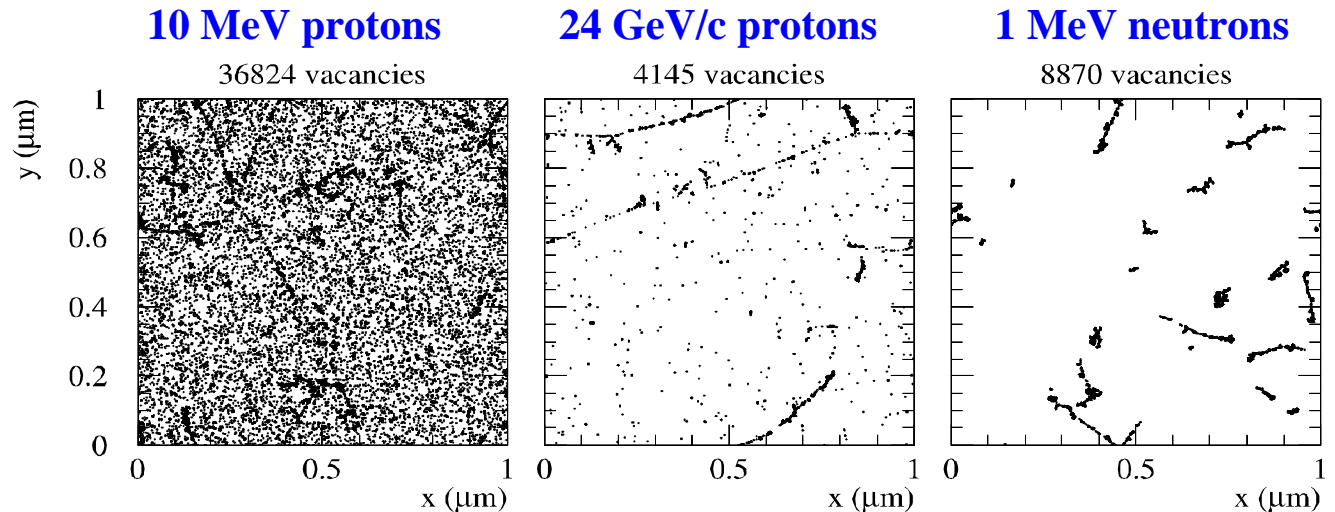 10 MeV protons 24 GeV/c protons 1 MeV neutrons
36824 vacancies 4145 vacancies 8870 vacancies
y (μm)
1
0.8
0.6
0.4
0.2
0
0 0.5 1 0 0.5 1 0 0.5 1
x (μm) x (μm) x (μm)